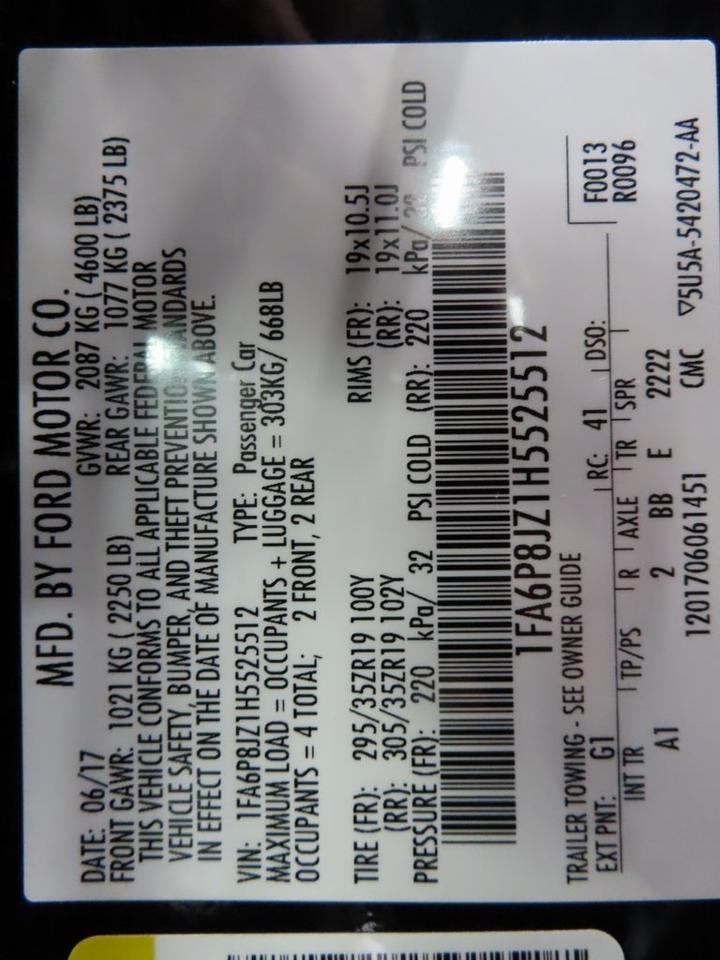 MFD. BY FORD MOTOR CO.
DATE: 06/17 GVWR: 2087 KG ( 4600 LB)
FRONT GAWR: 1021 KG ( 2250 LB) REAR GAWR: 1077 KG ( 2375 LB)
THIS VEHICLE CONFORMS TO ALL APPLICABLE FEDERAL MOTOR
VEHICLE SAFETY, BUMPER, AND THEFT PREVENTION STANDARDS
IN EFFECT ON THE DATE OF MANUFACTURE SHOWN ABOVE.
VIN: 1FA6P8JZ1H5525512 TYPE: Passenger Car
MAXIMUM LOAD = OCCUPANTS + LUGGAGE = 303KG/ 668LB
OCCUPANTS = 4 TOTAL; 2 FRONT, 2 REAR
TIRE (FR): 295/35ZR19 100Y RIMS (FR): 19x10.5J
(RR): 305/35ZR19 102Y (RR): 19x11.0J
PRESSURE (FR): 220 kPa/ 32 PSI COLD (RR): 220 kPa/ 32 PSI COLD
1FA6P8JZ1H5525512
TRAILER TOWING - SEE OWNER GUIDE
F0013
R0096
EXT PNT: G1 RC: 41 DSO:
INT TR TP/PS R AXLE TR SPR
A1 2 BB E 2222
1201706061451 CMC ▽5U5A-5420472-AA